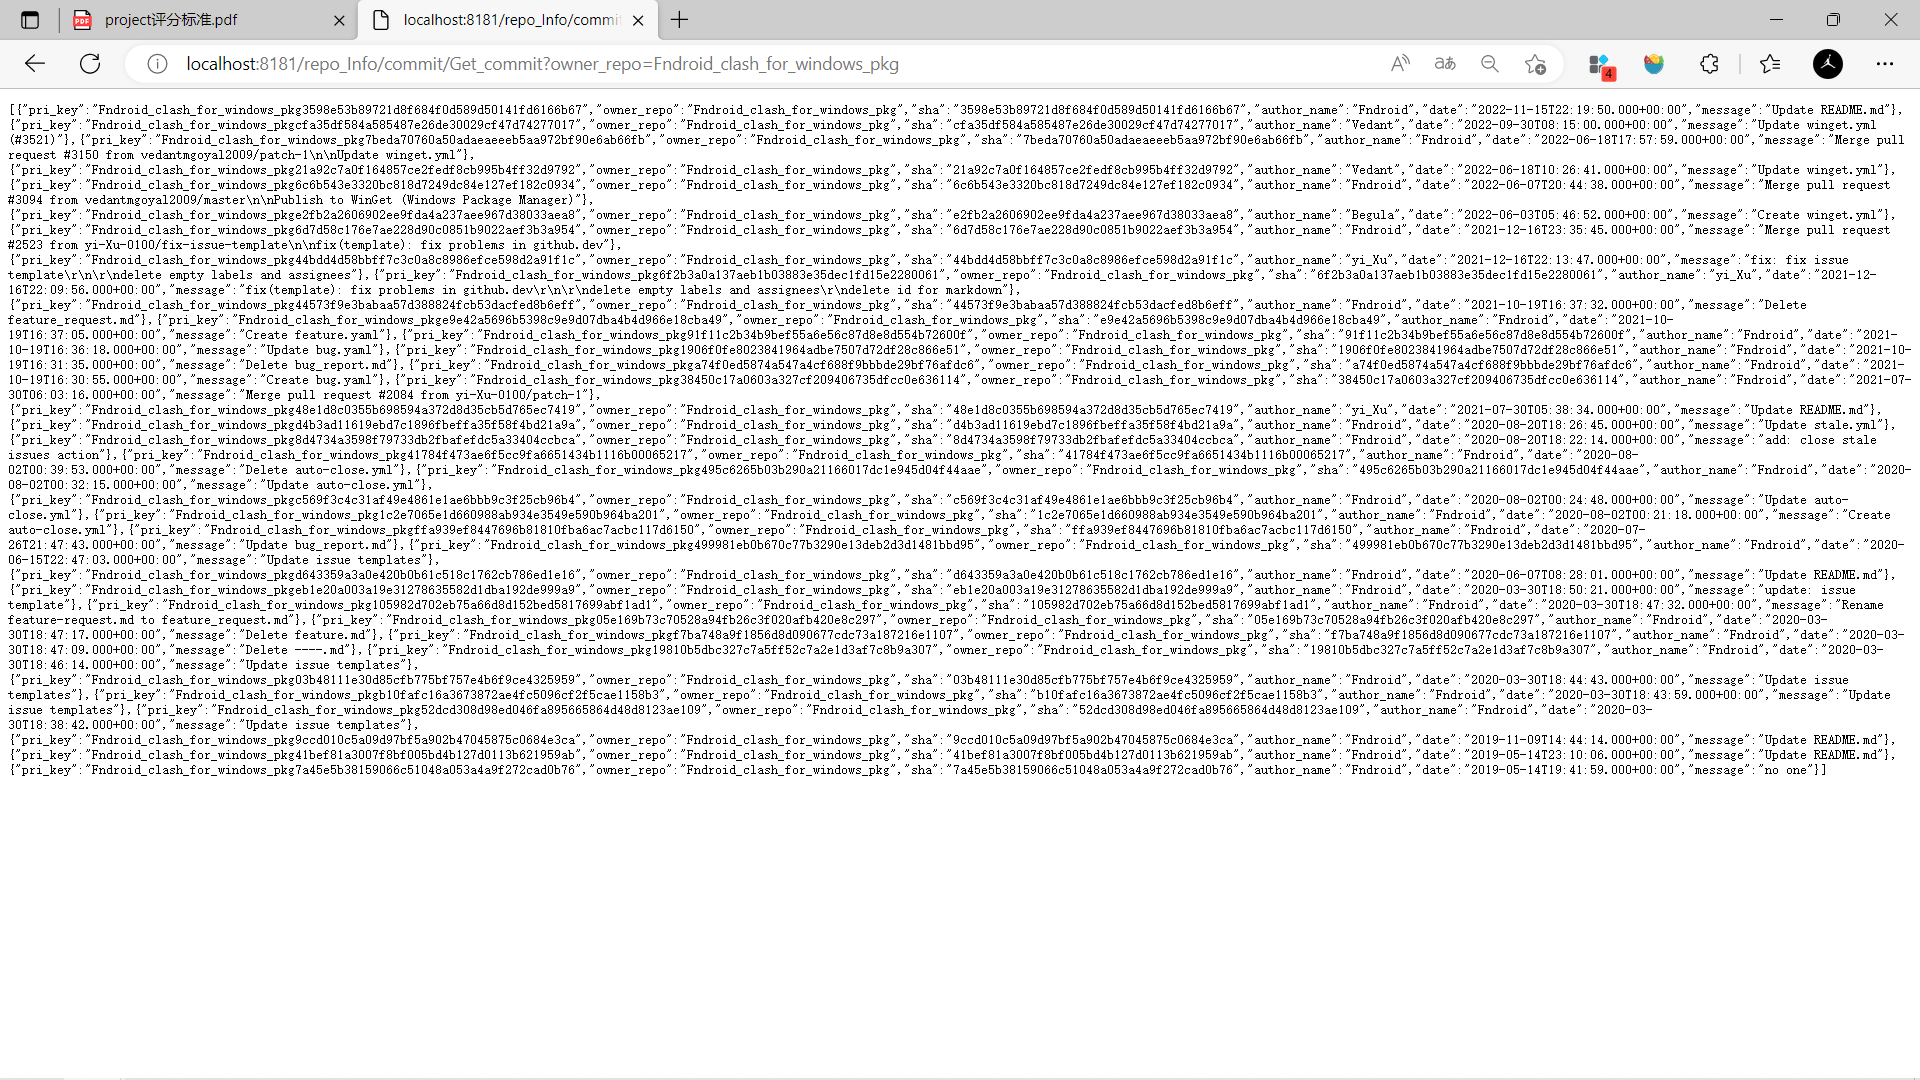 project评分标准.pdf
localhost:8181/repo_Info/commi
localhost:8181/repo_Info/commit/Get_commit?owner_repo=Fndroid_clash_for_windows_pkg
4
[{"pri_key":"Fndroid_clash_for_windows_pkg3598e53b89721d8f684f0d589d50141fd6166b67","owner_repo":"Fndroid_clash_for_windows_pkg","sha":"3598e53b89721d8f684f0d589d50141fd6166b67","author_name":"Fndroid","date":"2022-11-15T22:19:50.000+00:00","message":"Update README.md"},
{"pri_key":"Fndroid_clash_for_windows_pkgcfa35df584a585487e26de30029cf47d74277017","owner_repo":"Fndroid_clash_for_windows_pkg","sha":"cfa35df584a585487e26de30029cf47d74277017","author_name":"Vedant","date":"2022-09-30T08:15:00.000+00:00","message":"Update winget.yml
(#3521)"},{"pri_key":"Fndroid_clash_for_windows_pkg7beda70760a50adaeaeeeb5aa972bf90e6ab66fb","owner_repo":"Fndroid_clash_for_windows_pkg","sha":"7beda70760a50adaeaeeeb5aa972bf90e6ab66fb","author_name":"Fndroid","date":"2022-06-18T17:57:59.000+00:00","message":"Merge pull
request #3150 from vedantmgoyal2009/patch-1\n\nUpdate winget.yml"},
{"pri_key":"Fndroid_clash_for_windows_pkg21a92c7a0f164857ce2fedf8cb995b4ff32d9792","owner_repo":"Fndroid_clash_for_windows_pkg","sha":"21a92c7a0f164857ce2fedf8cb995b4ff32d9792","author_name":"Vedant","date":"2022-06-18T10:26:41.000+00:00","message":"Update winget.yml"},
{"pri_key":"Fndroid_clash_for_windows_pkg6c6b543e3320bc818d7249dc84e127ef182c0934","owner_repo":"Fndroid_clash_for_windows_pkg","sha":"6c6b543e3320bc818d7249dc84e127ef182c0934","author_name":"Fndroid","date":"2022-06-07T20:44:38.000+00:00","message":"Merge pull request
#3094 from vedantmgoyal2009/master\n\nPublish to WinGet (Windows Package Manager)"},
{"pri_key":"Fndroid_clash_for_windows_pkge2fb2a2606902ee9fda4a237aee967d38033aea8","owner_repo":"Fndroid_clash_for_windows_pkg","sha":"e2fb2a2606902ee9fda4a237aee967d38033aea8","author_name":"Begula","date":"2022-06-03T05:46:52.000+00:00","message":"Create winget.yml"},
{"pri_key":"Fndroid_clash_for_windows_pkg6d7d58c176e7ae228d90c0851b9022aef3b3a954","owner_repo":"Fndroid_clash_for_windows_pkg","sha":"6d7d58c176e7ae228d90c0851b9022aef3b3a954","author_name":"Fndroid","date":"2021-12-16T23:35:45.000+00:00","message":"Merge pull request
#2523 from yi-Xu-0100/fix-issue-template\n\nfix(template): fix problems in github.dev"},
{"pri_key":"Fndroid_clash_for_windows_pkg44bdd4d58bbff7c3c0a8c8986efce598d2a91f1c","owner_repo":"Fndroid_clash_for_windows_pkg","sha":"44bdd4d58bbff7c3c0a8c8986efce598d2a91f1c","author_name":"yi_Xu","date":"2021-12-16T22:13:47.000+00:00","message":"fix: fix issue
template\r\n\r\ndelete empty labels and assignees"},{"pri_key":"Fndroid_clash_for_windows_pkg6f2b3a0a137aeb1b03883e35dec1fd15e2280061","owner_repo":"Fndroid_clash_for_windows_pkg","sha":"6f2b3a0a137aeb1b03883e35dec1fd15e2280061","author_name":"yi_Xu","date":"2021-12-
16T22:09:56.000+00:00","message":"fix(template): fix problems in github.dev\r\n\r\ndelete empty labels and assignees\r\ndelete id for markdown"},
{"pri_key":"Fndroid_clash_for_windows_pkg44573f9e3babaa57d388824fcb53dacfed8b6eff","owner_repo":"Fndroid_clash_for_windows_pkg","sha":"44573f9e3babaa57d388824fcb53dacfed8b6eff","author_name":"Fndroid","date":"2021-10-19T16:37:32.000+00:00","message":"Delete
feature_request.md"},{"pri_key":"Fndroid_clash_for_windows_pkge9e42a5696b5398c9e9d07dba4b4d966e18cba49","owner_repo":"Fndroid_clash_for_windows_pkg","sha":"e9e42a5696b5398c9e9d07dba4b4d966e18cba49","author_name":"Fndroid","date":"2021-10-
19T16:37:05.000+00:00","message":"Create feature.yaml"},{"pri_key":"Fndroid_clash_for_windows_pkg91f11c2b34b9bef55a6e56c87d8e8d554b72600f","owner_repo":"Fndroid_clash_for_windows_pkg","sha":"91f11c2b34b9bef55a6e56c87d8e8d554b72600f","author_name":"Fndroid","date":"2021-
10-19T16:36:18.000+00:00","message":"Update bug.yaml"},{"pri_key":"Fndroid_clash_for_windows_pkg1906f0fe8023841964adbe7507d72df28c866e51","owner_repo":"Fndroid_clash_for_windows_pkg","sha":"1906f0fe8023841964adbe7507d72df28c866e51","author_name":"Fndroid","date":"2021-10-
19T16:31:35.000+00:00","message":"Delete bug_report.md"},{"pri_key":"Fndroid_clash_for_windows_pkga74f0ed5874a547a4cf688f9bbbde29bf76afdc6","owner_repo":"Fndroid_clash_for_windows_pkg","sha":"a74f0ed5874a547a4cf688f9bbbde29bf76afdc6","author_name":"Fndroid","date":"2021-
10-19T16:30:55.000+00:00","message":"Create bug.yaml"},{"pri_key":"Fndroid_clash_for_windows_pkg38450c17a0603a327cf209406735dfcc0e636114","owner_repo":"Fndroid_clash_for_windows_pkg","sha":"38450c17a0603a327cf209406735dfcc0e636114","author_name":"Fndroid","date":"2021-07-
30T06:03:16.000+00:00","message":"Merge pull request #2084 from yi-Xu-0100/patch-1"},
{"pri_key":"Fndroid_clash_for_windows_pkg48e1d8c0355b698594a372d8d35cb5d765ec7419","owner_repo":"Fndroid_clash_for_windows_pkg","sha":"48e1d8c0355b698594a372d8d35cb5d765ec7419","author_name":"yi_Xu","date":"2021-07-30T05:38:34.000+00:00","message":"Update README.md"},
{"pri_key":"Fndroid_clash_for_windows_pkgd4b3ad11619ebd7c1896fbeffa35f58f4bd21a9a","owner_repo":"Fndroid_clash_for_windows_pkg","sha":"d4b3ad11619ebd7c1896fbeffa35f58f4bd21a9a","author_name":"Fndroid","date":"2020-08-20T18:26:45.000+00:00","message":"Update stale.yml"},
{"pri_key":"Fndroid_clash_for_windows_pkg8d4734a3598f79733db2fbafefdc5a33404ccbca","owner_repo":"Fndroid_clash_for_windows_pkg","sha":"8d4734a3598f79733db2fbafefdc5a33404ccbca","author_name":"Fndroid","date":"2020-08-20T18:22:14.000+00:00","message":"add: close stale
issues action"},{"pri_key":"Fndroid_clash_for_windows_pkg41784f473ae6f5cc9fa6651434b1116b00065217","owner_repo":"Fndroid_clash_for_windows_pkg","sha":"41784f473ae6f5cc9fa6651434b1116b00065217","author_name":"Fndroid","date":"2020-08-
02T00:39:53.000+00:00","message":"Delete auto-close.yml"},{"pri_key":"Fndroid_clash_for_windows_pkg495c6265b03b290a21166017dc1e945d04f44aae","owner_repo":"Fndroid_clash_for_windows_pkg","sha":"495c6265b03b290a21166017dc1e945d04f44aae","author_name":"Fndroid","date":"2020-
08-02T00:32:15.000+00:00","message":"Update auto-close.yml"},
{"pri_key":"Fndroid_clash_for_windows_pkgc569f3c4c31af49e4861e1ae6bbb9c3f25cb96b4","owner_repo":"Fndroid_clash_for_windows_pkg","sha":"c569f3c4c31af49e4861e1ae6bbb9c3f25cb96b4","author_name":"Fndroid","date":"2020-08-02T00:24:48.000+00:00","message":"Update auto-
close.yml"},{"pri_key":"Fndroid_clash_for_windows_pkg1c2e7065e1d660988ab934e3549e590b964ba201","owner_repo":"Fndroid_clash_for_windows_pkg","sha":"1c2e7065e1d660988ab934e3549e590b964ba201","author_name":"Fndroid","date":"2020-08-02T00:21:18.000+00:00","message":"Create
auto-close.yml"},{"pri_key":"Fndroid_clash_for_windows_pkgffa939ef8447696b81810fba6ac7acbc117d6150","owner_repo":"Fndroid_clash_for_windows_pkg","sha":"ffa939ef8447696b81810fba6ac7acbc117d6150","author_name":"Fndroid","date":"2020-07-
26T21:47:43.000+00:00","message":"Update bug_report.md"},{"pri_key":"Fndroid_clash_for_windows_pkg499981eb0b670c77b3290e13deb2d3d1481bbd95","owner_repo":"Fndroid_clash_for_windows_pkg","sha":"499981eb0b670c77b3290e13deb2d3d1481bbd95","author_name":"Fndroid","date":"2020-
06-15T22:47:03.000+00:00","message":"Update issue templates"},
{"pri_key":"Fndroid_clash_for_windows_pkgd643359a3a0e420b0b61c518c1762cb786ed1e16","owner_repo":"Fndroid_clash_for_windows_pkg","sha":"d643359a3a0e420b0b61c518c1762cb786ed1e16","author_name":"Fndroid","date":"2020-06-07T08:28:01.000+00:00","message":"Update README.md"},
{"pri_key":"Fndroid_clash_for_windows_pkgeb1e20a003a19e31278635582d1dba192de999a9","owner_repo":"Fndroid_clash_for_windows_pkg","sha":"eb1e20a003a19e31278635582d1dba192de999a9","author_name":"Fndroid","date":"2020-03-30T18:50:21.000+00:00","message":"update: issue
template"},{"pri_key":"Fndroid_clash_for_windows_pkg105982d702eb75a66d8d152bed5817699abf1ad1","owner_repo":"Fndroid_clash_for_windows_pkg","sha":"105982d702eb75a66d8d152bed5817699abf1ad1","author_name":"Fndroid","date":"2020-03-30T18:47:32.000+00:00","message":"Rename
feature-request.md to feature_request.md"},{"pri_key":"Fndroid_clash_for_windows_pkg05e169b73c70528a94fb26c3f020afb420e8c297","owner_repo":"Fndroid_clash_for_windows_pkg","sha":"05e169b73c70528a94fb26c3f020afb420e8c297","author_name":"Fndroid","date":"2020-03-
30T18:47:17.000+00:00","message":"Delete feature.md"},{"pri_key":"Fndroid_clash_for_windows_pkgf7ba748a9f1856d8d090677cdc73a187216e1107","owner_repo":"Fndroid_clash_for_windows_pkg","sha":"f7ba748a9f1856d8d090677cdc73a187216e1107","author_name":"Fndroid","date":"2020-03-
30T18:47:09.000+00:00","message":"Delete ----.md"},{"pri_key":"Fndroid_clash_for_windows_pkg19810b5dbc327c7a5ff52c7a2e1d3af7c8f9a307","owner_repo":"Fndroid_clash_for_windows_pkg","sha":"19810b5dbc327c7a5ff52c7a2e1d3af7c8f9a307","author_name":"Fndroid","date":"2020-03-
30T18:46:14.000+00:00","message":"Update issue templates"},
{"pri_key":"Fndroid_clash_for_windows_pkg03b48111e30d85cfb775bf757e4b6f9ce4325959","owner_repo":"Fndroid_clash_for_windows_pkg","sha":"03b48111e30d85cfb775bf757e4b6f9ce4325959","author_name":"Fndroid","date":"2020-03-30T18:44:43.000+00:00","message":"Update issue
templates"},{"pri_key":"Fndroid_clash_for_windows_pkgb10fafc16a3673872ae4fc5096cf2f5cae1158b3","owner_repo":"Fndroid_clash_for_windows_pkg","sha":"b10fafc16a3673872ae4fc5096cf2f5cae1158b3","author_name":"Fndroid","date":"2020-03-30T18:43:59.000+00:00","message":"Update
issue templates"},{"pri_key":"Fndroid_clash_for_windows_pkg52dcd308d98ed046fa895665864d48d8123ae109","owner_repo":"Fndroid_clash_for_windows_pkg","sha":"52dcd308d98ed046fa895665864d48d8123ae109","author_name":"Fndroid","date":"2020-03-
30T18:38:42.000+00:00","message":"Update issue templates"},
{"pri_key":"Fndroid_clash_for_windows_pkg9ccd010c5a09d97bf5a902b47045875c0684e3ca","owner_repo":"Fndroid_clash_for_windows_pkg","sha":"9ccd010c5a09d97bf5a902b47045875c0684e3ca","author_name":"Fndroid","date":"2019-11-09T14:44:14.000+00:00","message":"Update README.md"},
{"pri_key":"Fndroid_clash_for_windows_pkg41bef81a3007f8bf005bd4b127d0113b621959ab","owner_repo":"Fndroid_clash_for_windows_pkg","sha":"41bef81a3007f8bf005bd4b127d0113b621959ab","author_name":"Fndroid","date":"2019-05-14T23:10:06.000+00:00","message":"Update README.md"},
{"pri_key":"Fndroid_clash_for_windows_pkg7a45e5b38159066c51048a053a4a9f272cad0b76","owner_repo":"Fndroid_clash_for_windows_pkg","sha":"7a45e5b38159066c51048a053a4a9f272cad0b76","author_name":"Fndroid","date":"2019-05-14T19:41:59.000+00:00","message":"no one"}]